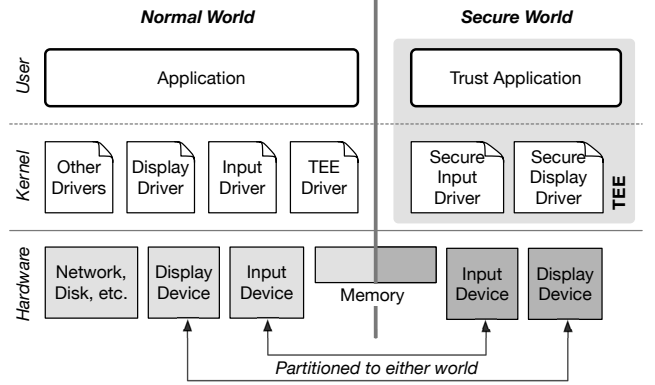 Normal World
Secure World
User
Application
Trust Application
Kernel
Other
Drivers
Display
Driver
Input
Driver
TEE
Driver
Secure
Input
Driver
Secure
Display
Driver
TEE
Hardware
Network,
Disk, etc.
Display
Device
Input
Device
Memory
Input
Device
Display
Device
Partitioned to either world